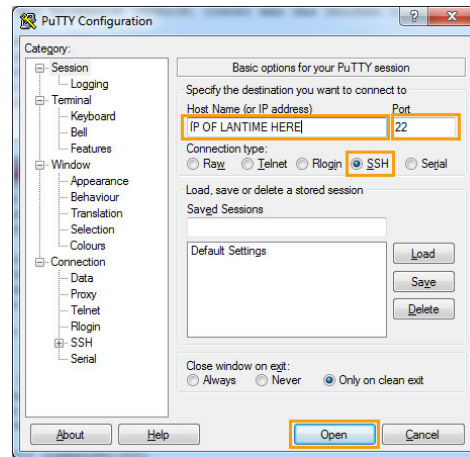 PuTTY Configuration
Category:
Session
Logging
Terminal
Keyboard
Bell
Features
Window
Appearance
Behaviour
Translation
Selection
Colours
Connection
Data
Proxy
Telnet
Rlogin
SSH
Serial
Basic options for your PuTTY session
Specify the destination you want to connect to
Host Name (or IP address) Port
IP OF LANTIME HERE 22
Connection type:
Raw Telnet Rlogin SSH Serial
Load, save or delete a stored session
Saved Sessions
Default Settings
Load
Save
Delete
Close window on exit:
Always Never Only on clean exit
About Help Open Cancel